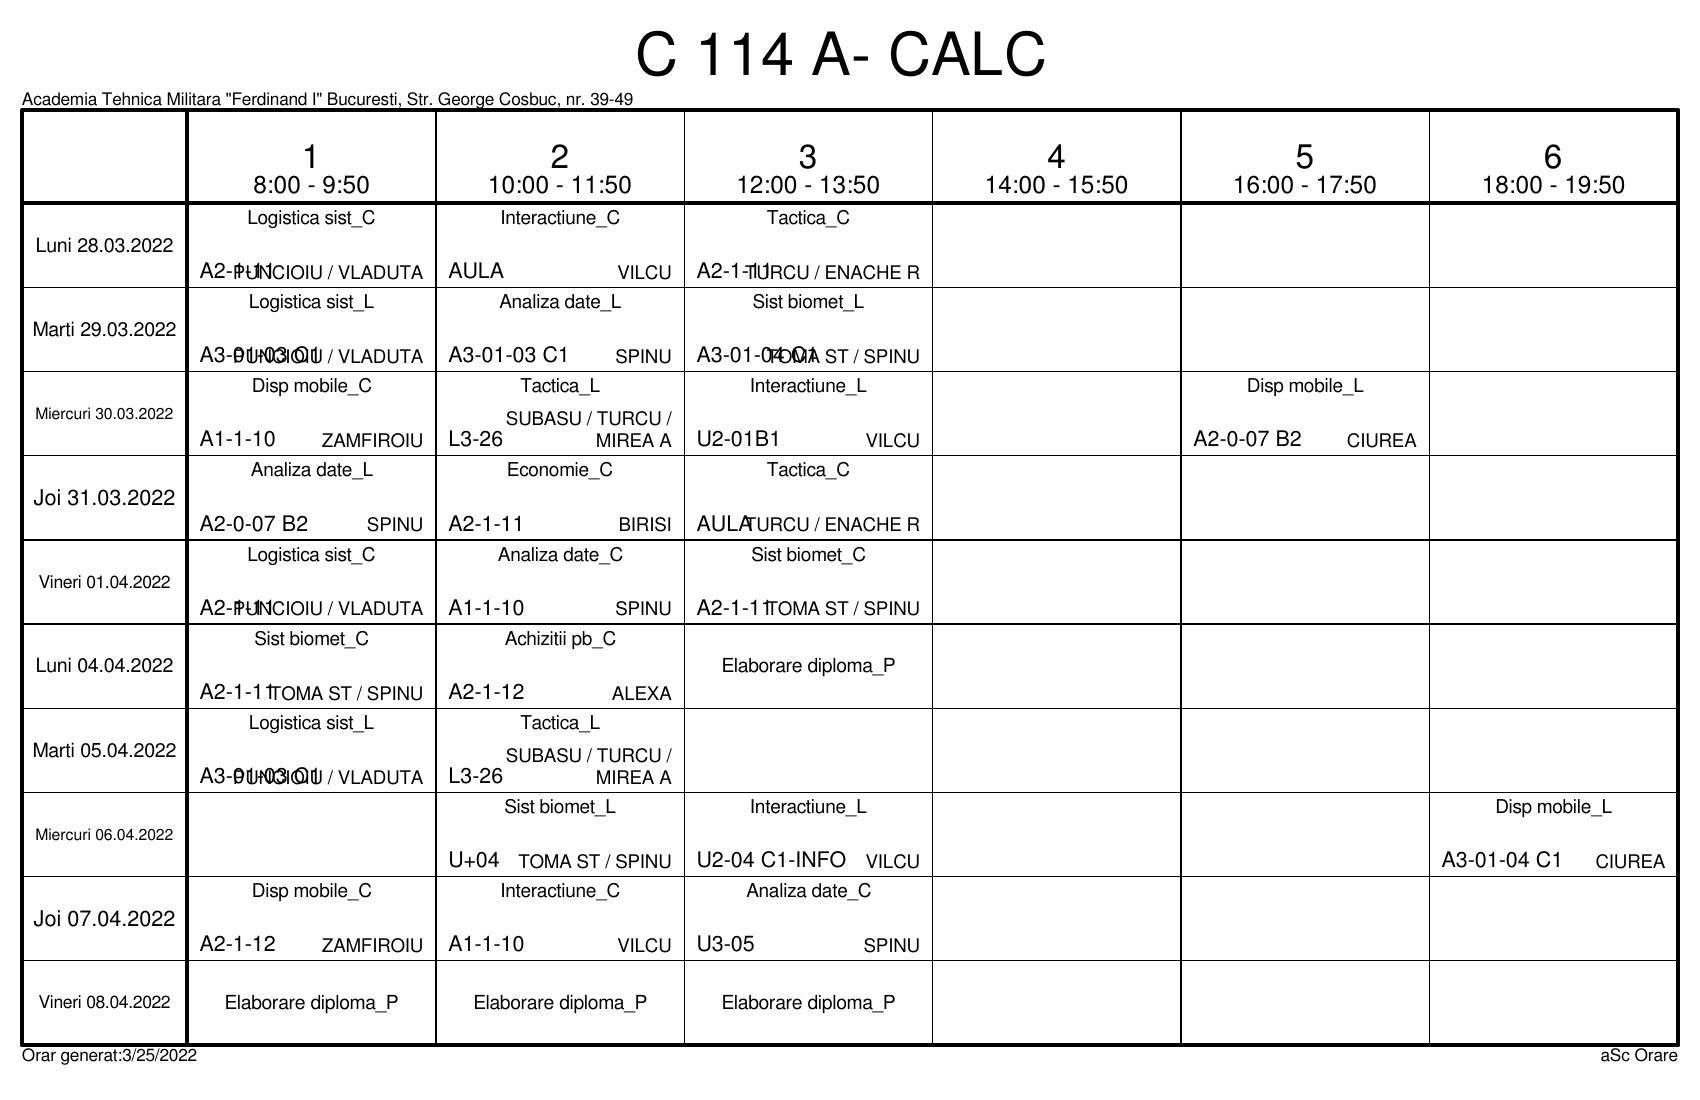 C 114 A- CALC
Academia Tehnica Militara "Ferdinand I" Bucuresti, Str. George Cosbuc, nr. 39-49
1 2 3 4 5 6
8:00 - 9:50 10:00 - 11:50 12:00 - 13:50 14:00 - 15:50 16:00 - 17:50 18:00 - 19:50
Logistica sist_C Interactiune_C Tactica_C
Luni 28.03.2022
A2-1-11 PUNCIOIU / VLADUTA AULA VILCU A2-1-11 TURCU / ENACHE R
Logistica sist_L Analiza date_L Sist biomet_L
Marti 29.03.2022
A3-01-03 C1 PUNCIOIU / VLADUTA A3-01-03 C1 SPINU A3-01-04 C1 TOMA ST / SPINU
Disp mobile_C Tactica_L Interactiune_L Disp mobile_L
Miercuri 30.03.2022
SUBASU / TURCU /
A1-1-10 ZAMFIROIU L3-26 MIREA A U2-01B1 VILCU A2-0-07 B2 CIUREA
Analiza date_L Economie_C Tactica_C
Joi 31.03.2022
A2-0-07 B2 SPINU A2-1-11 BIRISI AULA TURCU / ENACHE R
Logistica sist_C Analiza date_C Sist biomet_C
Vineri 01.04.2022
A2-1-11 PUNCIOIU / VLADUTA A1-1-10 SPINU A2-1-11 TOMA ST / SPINU
Sist biomet_C Achizitii pb_C
Luni 04.04.2022 Elaborare diploma_P
A2-1-11 TOMA ST / SPINU A2-1-12 ALEXA
Logistica sist_L Tactica_L
Marti 05.04.2022
SUBASU / TURCU /
A3-01-03 C1 PUNCIOIU / VLADUTA L3-26 MIREA A
Sist biomet_L Interactiune_L Disp mobile_L
Miercuri 06.04.2022
U+04 TOMA ST / SPINU U2-04 C1-INFO VILCU A3-01-04 C1 CIUREA
Disp mobile_C Interactiune_C Analiza date_C
Joi 07.04.2022
A2-1-12 ZAMFIROIU A1-1-10 VILCU U3-05 SPINU
Vineri 08.04.2022 Elaborare diploma_P Elaborare diploma_P Elaborare diploma_P
Orar generat:3/25/2022 aSc Orare